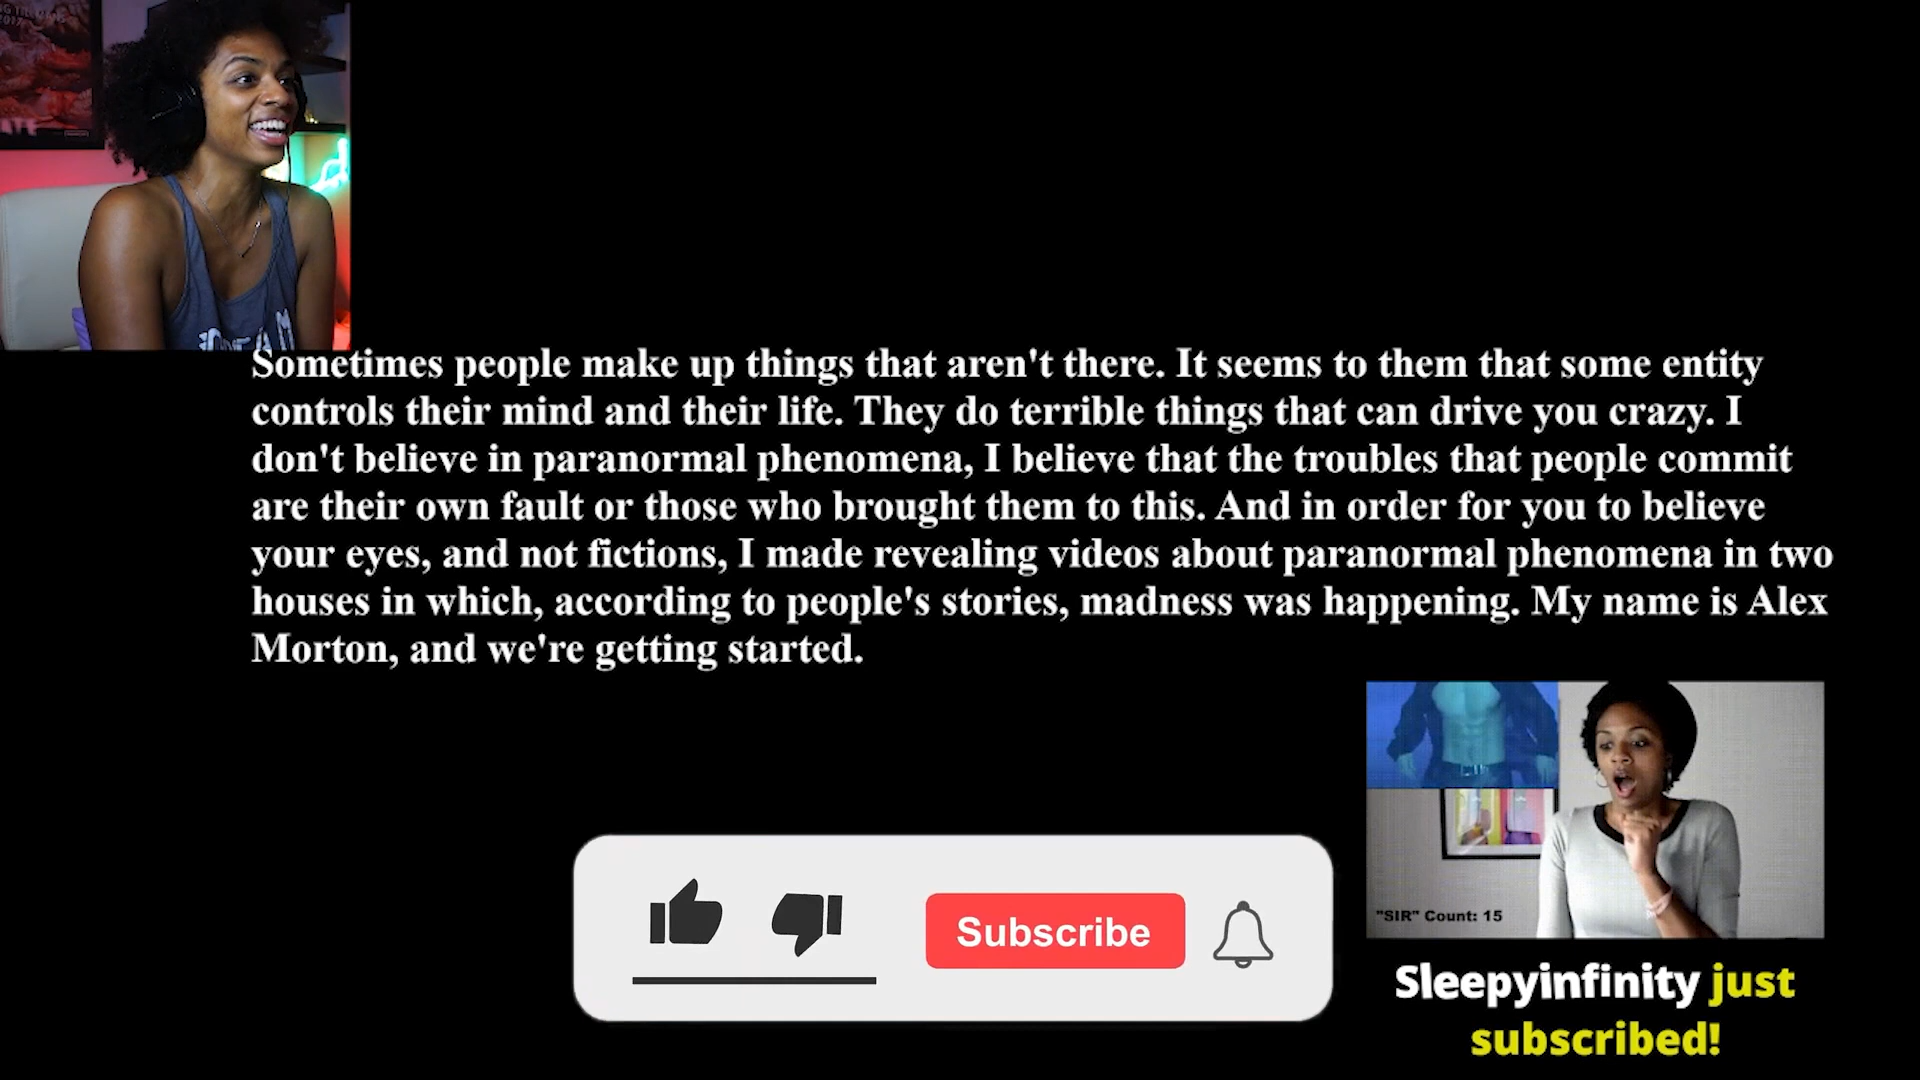 Sometimes people make up things that aren't there. It seems to them that some entity
controls their mind and their life. They do terrible things that can drive you crazy. I
don't believe in paranormal phenomena, I believe that the troubles that people commit
are their own fault or those who brought them to this. And in order for you to believe
your eyes, and not fictions, I made revealing videos about paranormal phenomena in two
houses in which, according to people's stories, madness was happening. My name is Alex
Morton, and we're getting started.
"SIR" Count: 15
Subscribe
Sleepyinfinity just
subscribed!